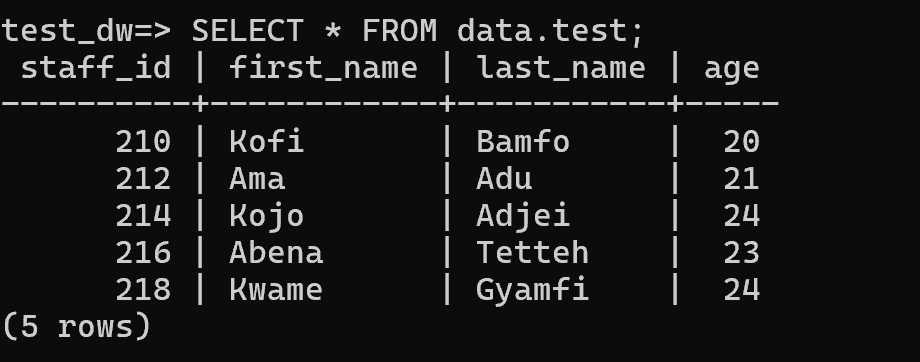 test_dw=> SELECT * FROM data.test;
 staff_id | first_name | last_name | age
----------+------------+-----------+-----
      210 | Kofi       | Bamfo     |  20
      212 | Ama        | Adu       |  21
      214 | Kojo       | Adjei     |  24
      216 | Abena      | Tetteh    |  23
      218 | Kwame      | Gyamfi    |  24
(5 rows)